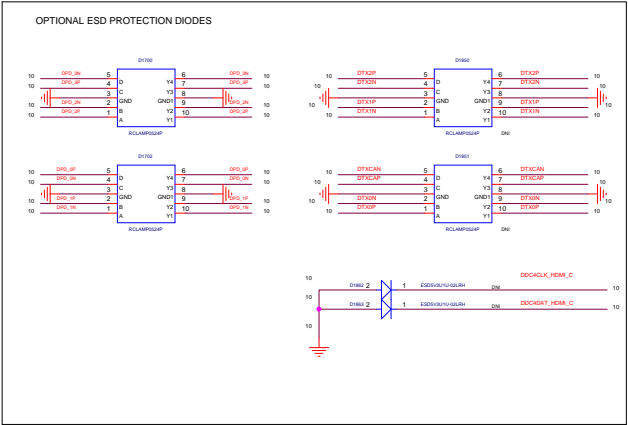 OPTIONAL ESD PROTECTION DIODES
D1700
10 DPD_3N 5 D Y4 6 DPD_3N 10
10 DPD_3P 4 C Y3 7 DPD_3P 10
10 3 GND GND1 8 10
10 DPD_2N 2 B Y2 9 DPD_2N 10
10 DPD_2P 1 A Y1 10 DPD_2P 10
RCLAMP0524P
D1850
10 DTX2P 5 D Y4 6 DTX2P 10
10 DTX2N 4 C Y3 7 DTX2N 10
10 3 GND GND1 8 10
10 DTX1P 2 B Y2 9 DTX1P 10
10 DTX1N 1 A Y1 10 DTX1N 10
RCLAMP0524P DNI
D1702
10 DPD_0P 5 D Y4 6 DPD_0P 10
10 DPD_0N 4 C Y3 7 DPD_0N 10
10 3 GND GND1 8 10
10 DPD_1P 2 B Y2 9 DPD_1P 10
10 DPD_1N 1 A Y1 10 DPD_1N 10
RCLAMP0524P
D1851
10 DTXCAN 5 D Y4 6 DTXCAN 10
10 DTXCAP 4 C Y3 7 DTXCAP 10
10 3 GND GND1 8 10
10 DTX0N 2 B Y2 9 DTX0N 10
10 DTX0P 1 A Y1 10 DTX0P 10
RCLAMP0524P DNI
10 D1862 2 1 ESD5V3U1U-02LRH DNI DDC4CLK_HDMI_C 10
10 D1863 2 1 ESD5V3U1U-02LRH DNI DDC4DAT_HDMI_C 10
10